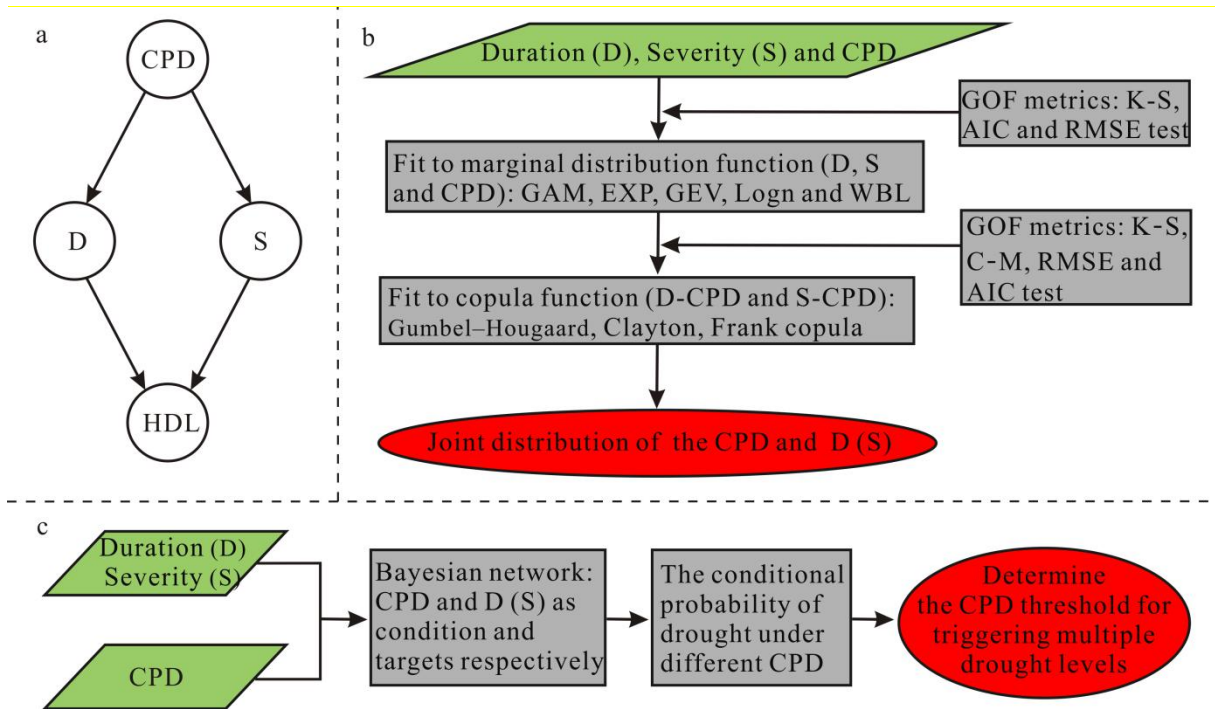 a
CPD
D
S
HDL
b
Duration (D), Severity (S) and CPD
GOF metrics: K-S,
AIC and RMSE test
Fit to marginal distribution function (D, S
and CPD): GAM, EXP, GEV, Logn and WBL
GOF metrics: K-S,
C-M, RMSE and
AIC test
Fit to copula function (D-CPD and S-CPD):
Gumbel–Hougaard, Clayton, Frank copula
Joint distribution of the CPD and D (S)
c
Duration (D)
Severity (S)
CPD
Bayesian network:
CPD and D (S) as
condition and
targets respectively
The conditional
probability of
drought under
different CPD
Determine
the CPD threshold for
triggering multiple
drought levels